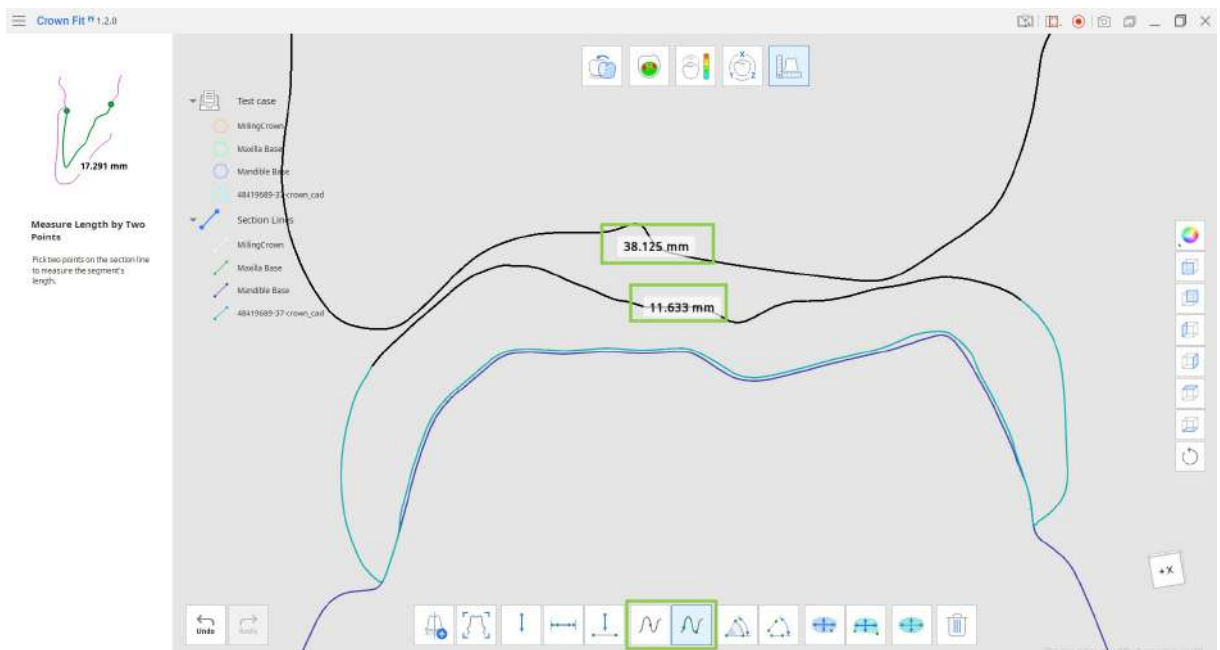 Crown Fit 1.2.0
17.291 mm
Measure Length by Two
Points
Pick two points on the section line
to measure the segment's
length.
Test case
MillingCrown
Maxilla Base
Mandible Base
48419689-37-crown_cad
Section Lines
MillingCrown
Maxilla Base
Mandible Base
48419689-37-crown_cad
X
Y
Z
38.125 mm
11.633 mm
+X
Undo
Redo